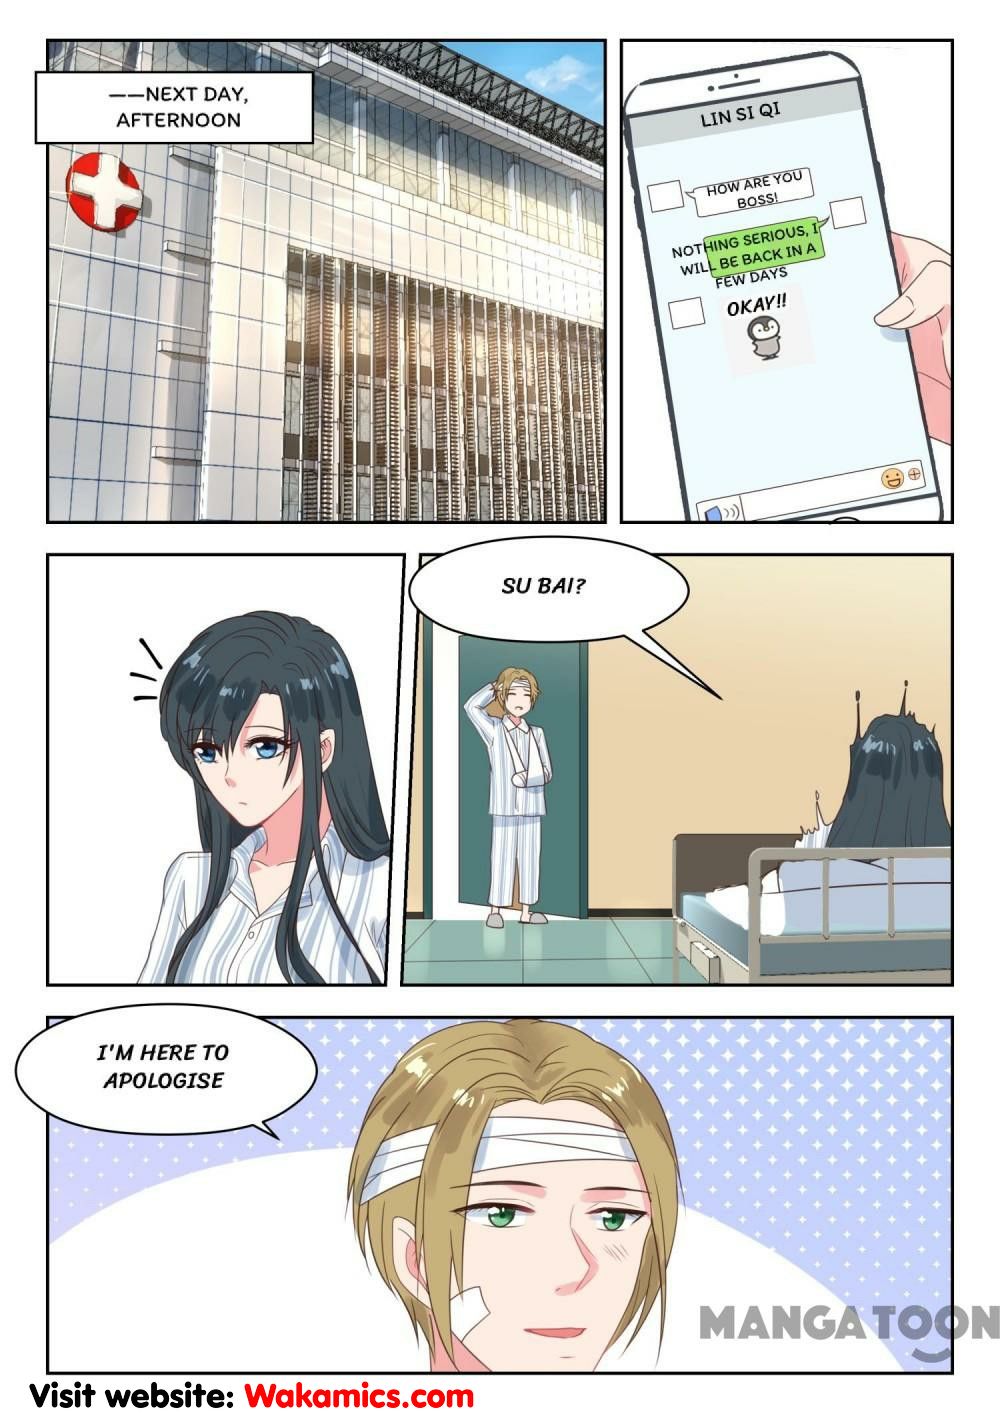 ——NEXT DAY,
AFTERNOON
LIN SI QI
HOW ARE YOU
BOSS!
NOTHING SERIOUS, I
WILL BE BACK IN A
FEW DAYS
OKAY!!
SU BAI?
I'M HERE TO
APOLOGISE
MANGATOON
Visit website: Wakamics.com